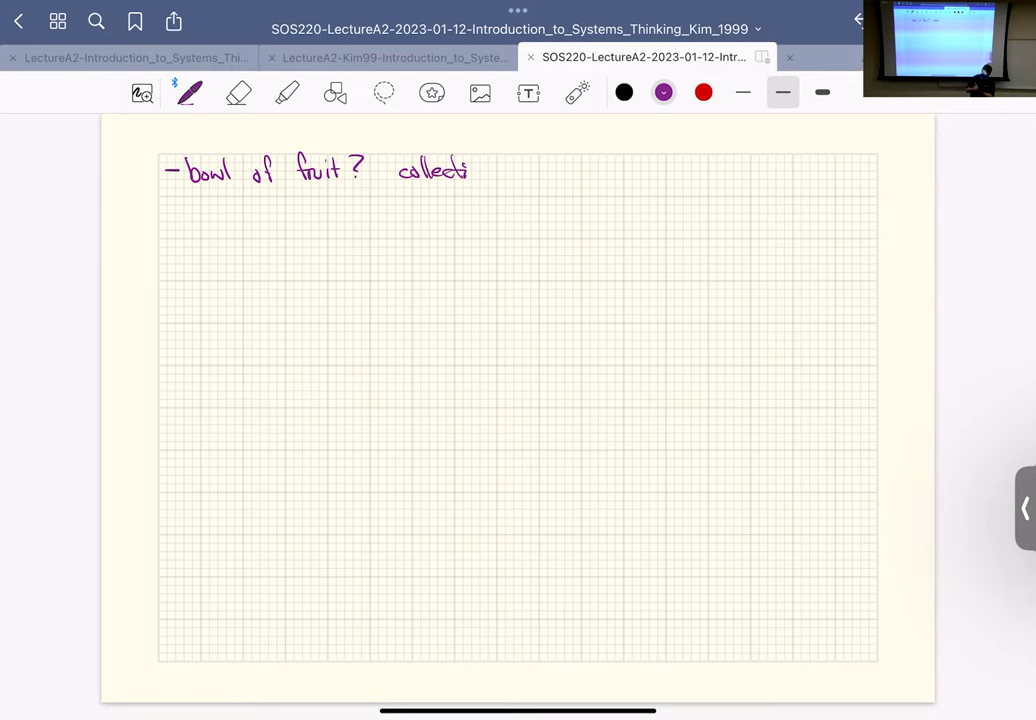 SOS220-LectureA2-2023-01-12-Introduction_to_Systems_Thinking_Kim_1999
LectureA2-Introduction_to_Systems_Thi...
LectureA2-Kim99-Introduction_to_Syste...
SOS220-LectureA2-2023-01-12-Intr...
T
- bowl of fruit? collecti